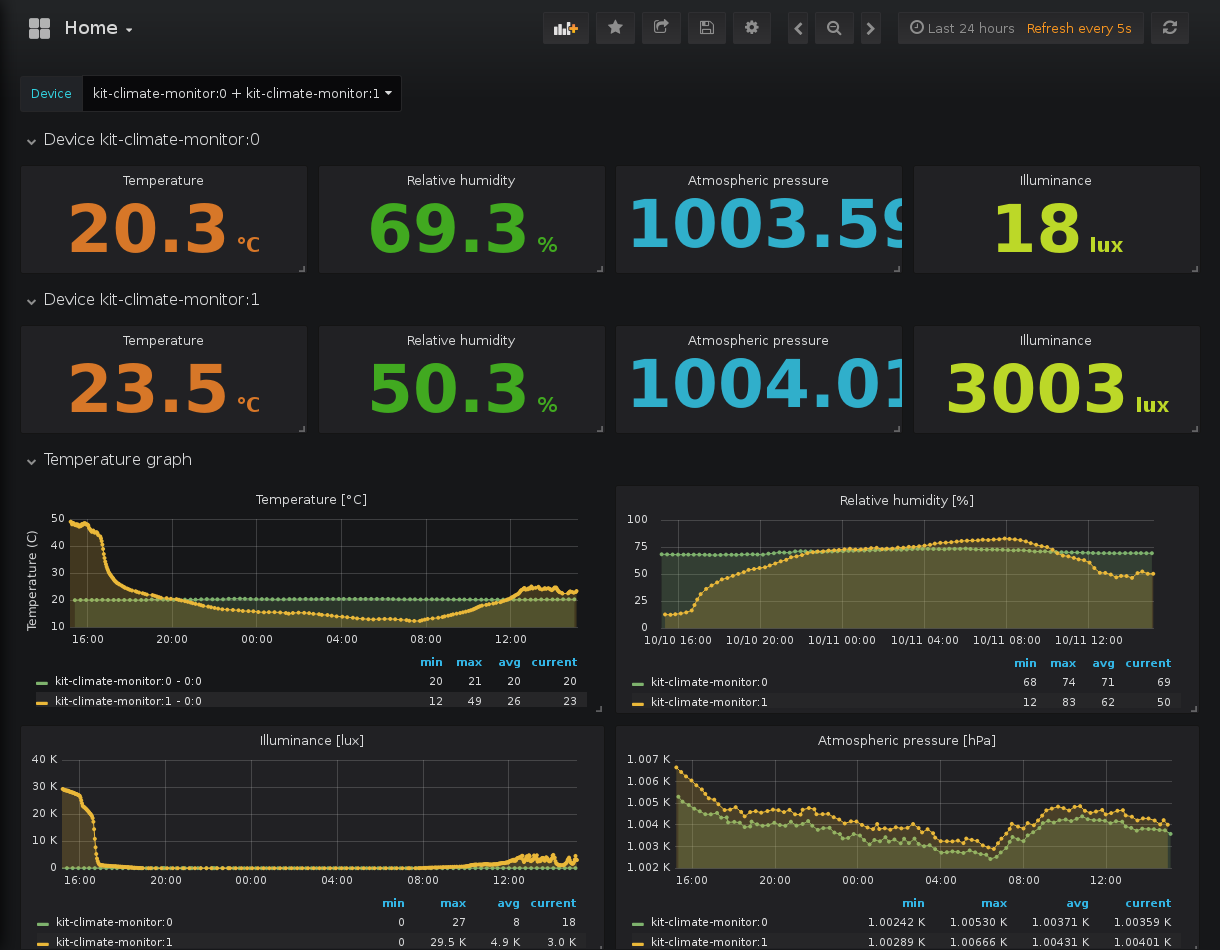 Home
Last 24 hours Refresh every 5s
Device kit-climate-monitor:0 + kit-climate-monitor:1
Device kit-climate-monitor:0
Temperature Relative humidity Atmospheric pressure Illuminance
20.3 °C 69.3 % 1003.59 18 lux
Device kit-climate-monitor:1
Temperature Relative humidity Atmospheric pressure Illuminance
23.5 °C 50.3 % 1004.01 3003 lux
Temperature graph
Temperature [°C]
Temperature (C)
50
40
30
20
10
16:00 20:00 00:00 04:00 08:00 12:00
min max avg current
kit-climate-monitor:0 - 0:0 20 21 20 20
kit-climate-monitor:1 - 0:0 12 49 26 23
Relative humidity [%]
100
75
50
25
0
10/10 16:00 10/10 20:00 10/11 00:00 10/11 04:00 10/11 08:00 10/11 12:00
min max avg current
kit-climate-monitor:0 68 74 71 69
kit-climate-monitor:1 12 83 62 50
Illuminance [lux]
40 K
30 K
20 K
10 K
0
16:00 20:00 00:00 04:00 08:00 12:00
min max avg current
kit-climate-monitor:0 0 27 8 18
kit-climate-monitor:1 0 29.5 K 4.9 K 3.0 K
Atmospheric pressure [hPa]
1.007 K
1.006 K
1.005 K
1.004 K
1.003 K
1.002 K
16:00 20:00 00:00 04:00 08:00 12:00
min max avg current
kit-climate-monitor:0 1.00242 K 1.00530 K 1.00371 K 1.00359 K
kit-climate-monitor:1 1.00289 K 1.00666 K 1.00431 K 1.00401 K